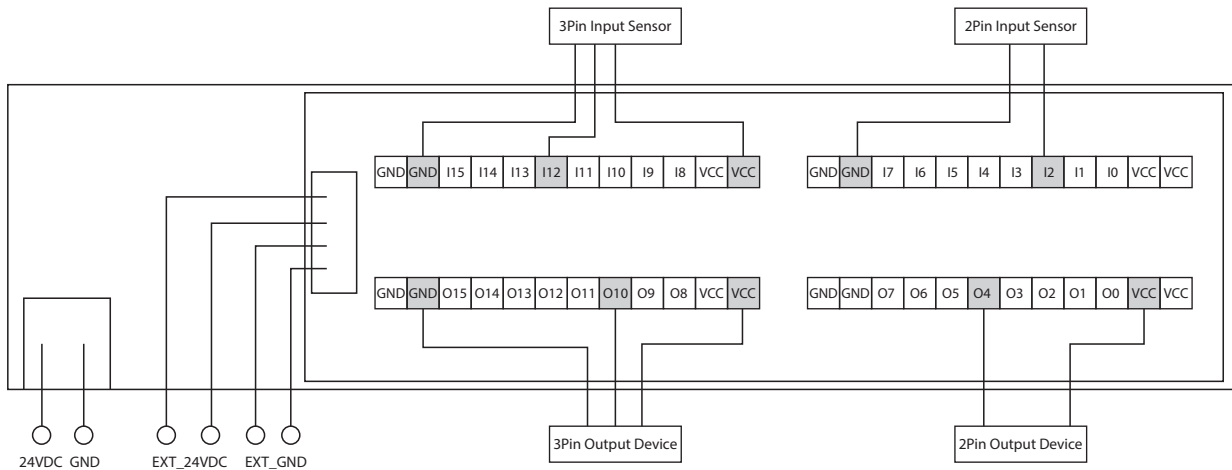 3Pin Input Sensor
2Pin Input Sensor
GND GND I15 I14 I13 I12 I11 I10 I9 I8 VCC VCC
GND GND I7 I6 I5 I4 I3 I2 I1 I0 VCC VCC
GND GND O15 O14 O13 O12 O11 O10 O9 O8 VCC VCC
GND GND O7 O6 O5 O4 O3 O2 O1 O0 VCC VCC
3Pin Output Device
2Pin Output Device
24VDC GND EXT_24VDC EXT_GND